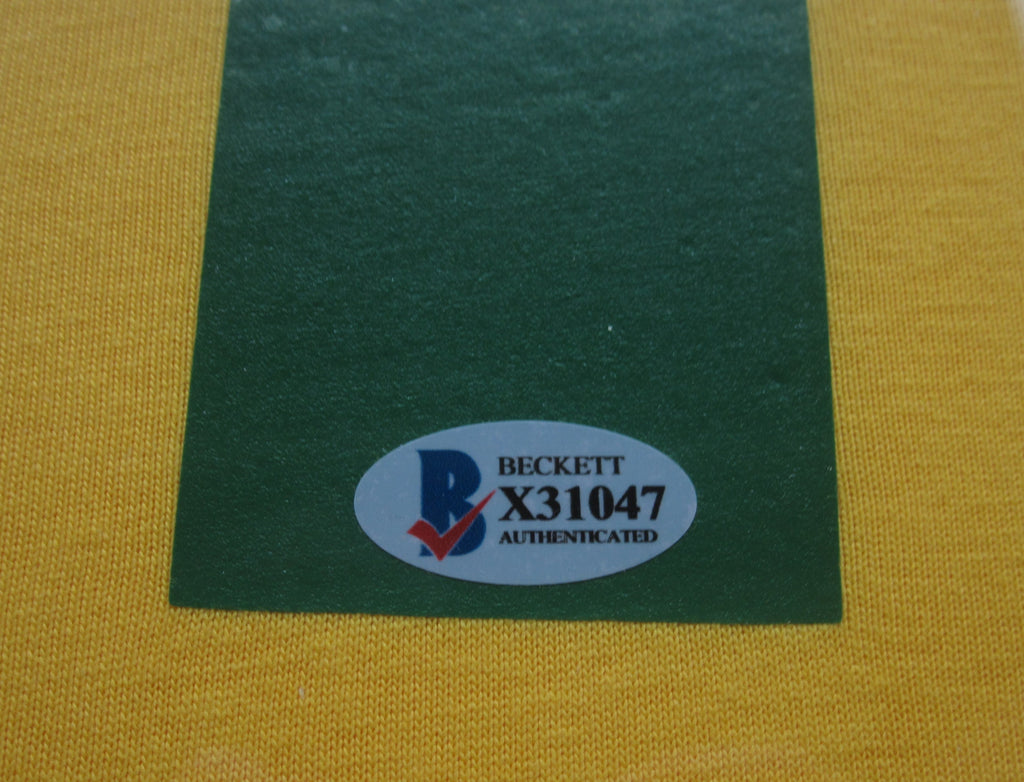 BECKETT
X31047
AUTHENTICATED